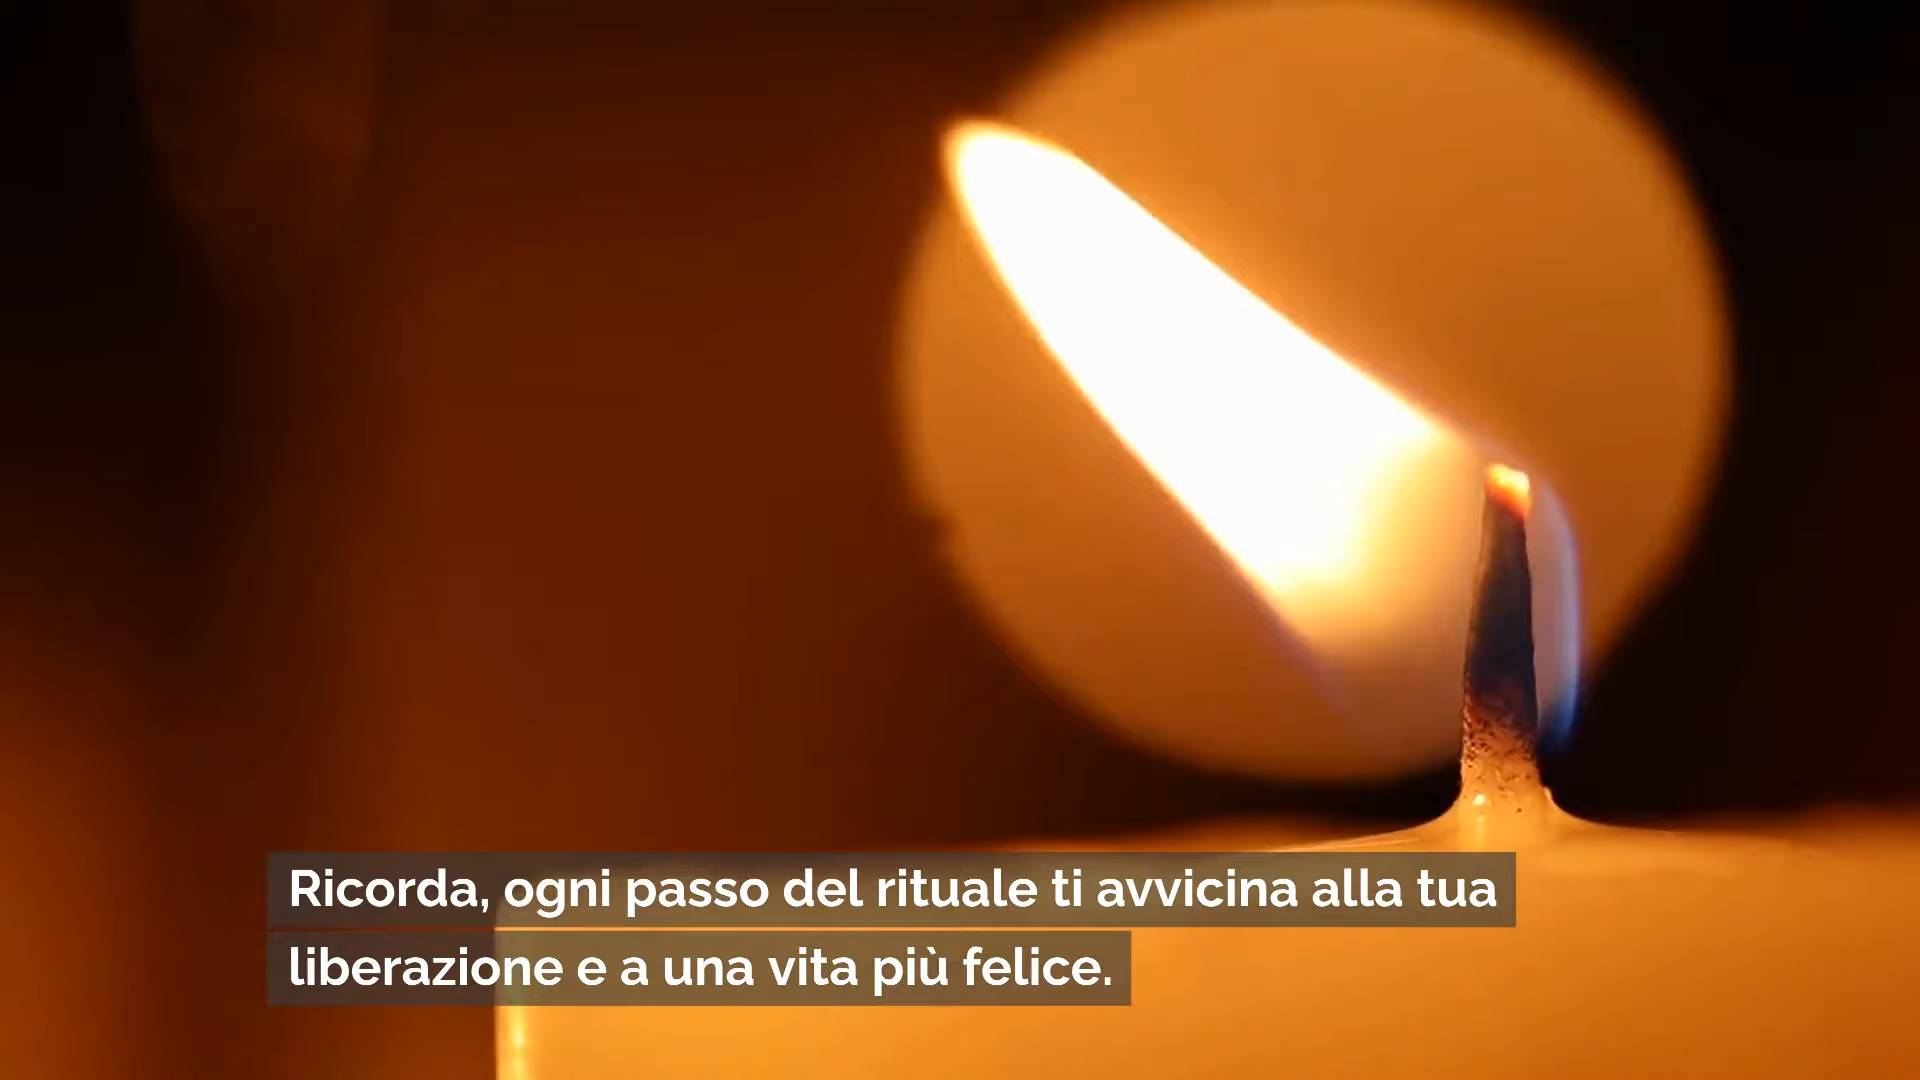 Ricorda, ogni passo del rituale ti avvicina alla tua
liberazione e a una vita più felice.